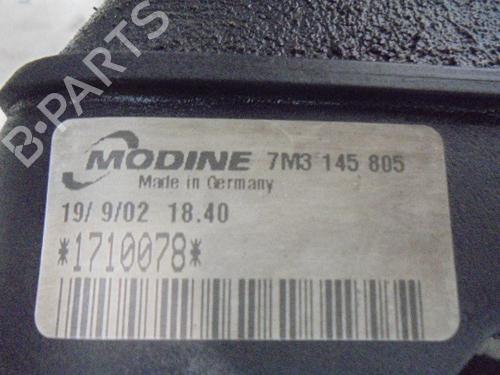 B-PARTS
MODINE 7M3 145 805
Made in Germany
19/ 9/02 18.40
*1710078*